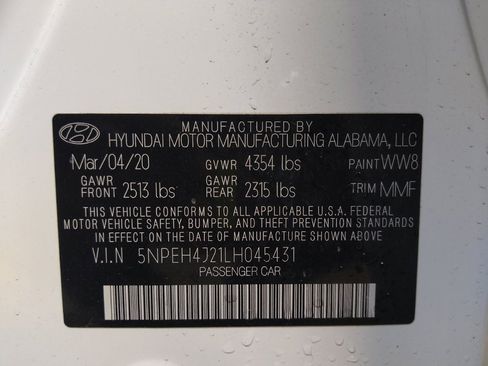 MANUFACTURED BY
HYUNDAI MOTOR MANUFACTURING ALABAMA, LLC
Mar/04/20 GVWR 4354 lbs PAINT WW8
GAWR FRONT 2513 lbs GAWR REAR 2315 lbs TRIM MMF
THIS VEHICLE CONFORMS TO ALL APPLICABLE U.S.A. FEDERAL
MOTOR VEHICLE SAFETY, BUMPER, AND THEFT PREVENTION STANDARDS
IN EFFECT ON THE DATE OF MANUFACTURE SHOWN ABOVE
V.I.N 5NPEH4J21LH045431
PASSENGER CAR